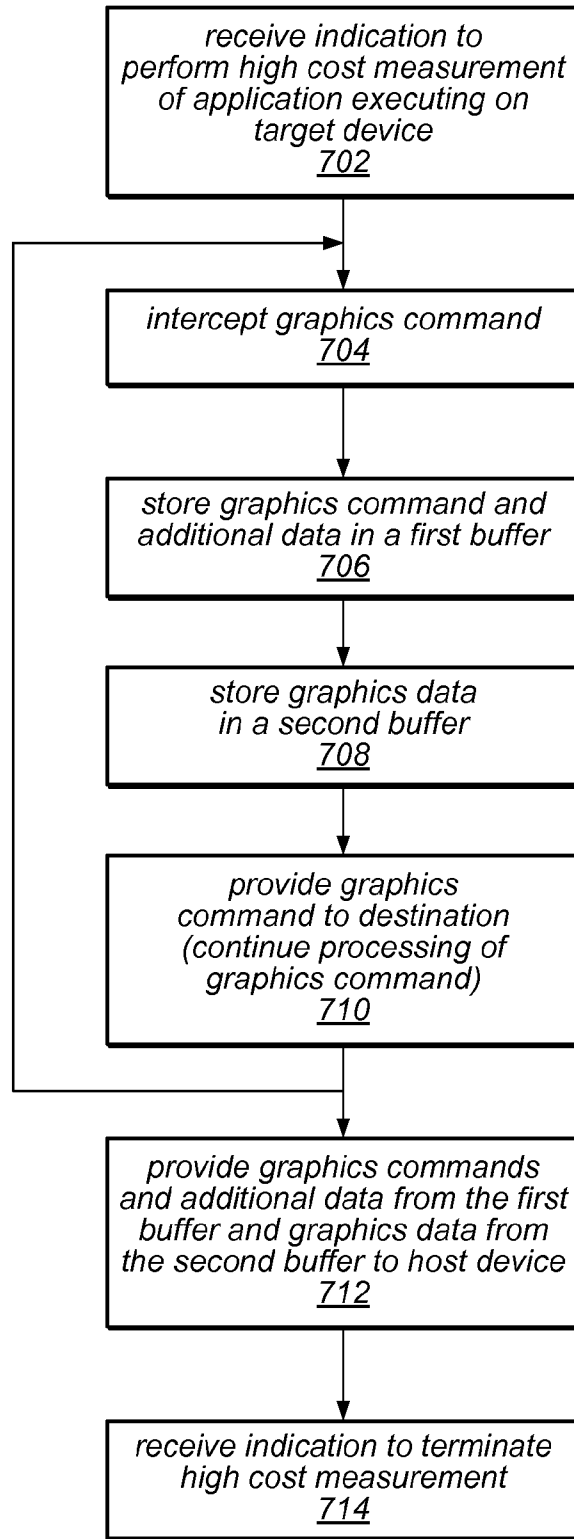 receive indication to
perform high cost measurement
of application executing on
target device
702
intercept graphics command
704
store graphics command and
additional data in a first buffer
706
store graphics data
in a second buffer
708
provide graphics
command to destination
(continue processing of
graphics command)
710
provide graphics commands
and additional data from the first
buffer and graphics data from
the second buffer to host device
712
receive indication to terminate
high cost measurement
714